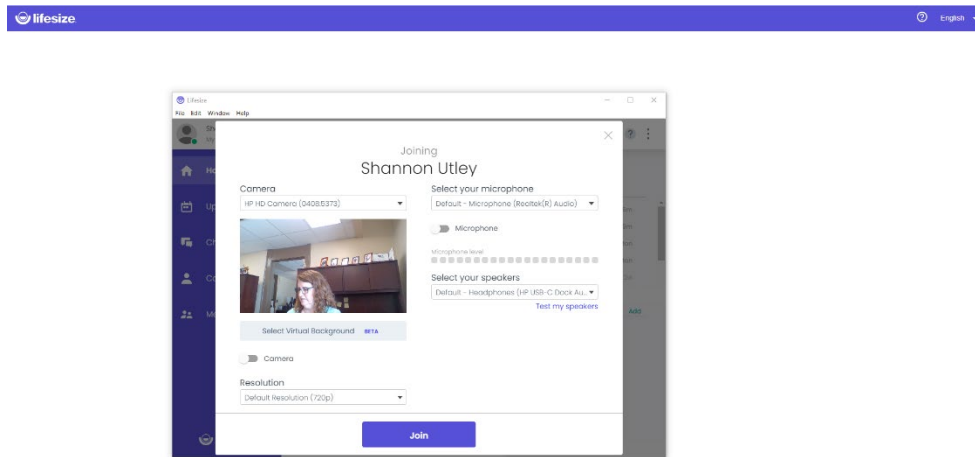 lifesize
English
Lifesize
File Edit Window Help
Joining
Shannon Utley
Camera
HP HD Camera (0408:5373)
Select Virtual Background BETA
Camera
Resolution
Default Resolution (720p)
Select your microphone
Default - Microphone (Realtek(R) Audio)
Microphone
Microphone level
Select your speakers
Default - Headphones (HP USB-C Dock Au...
Test my speakers
Add
Join